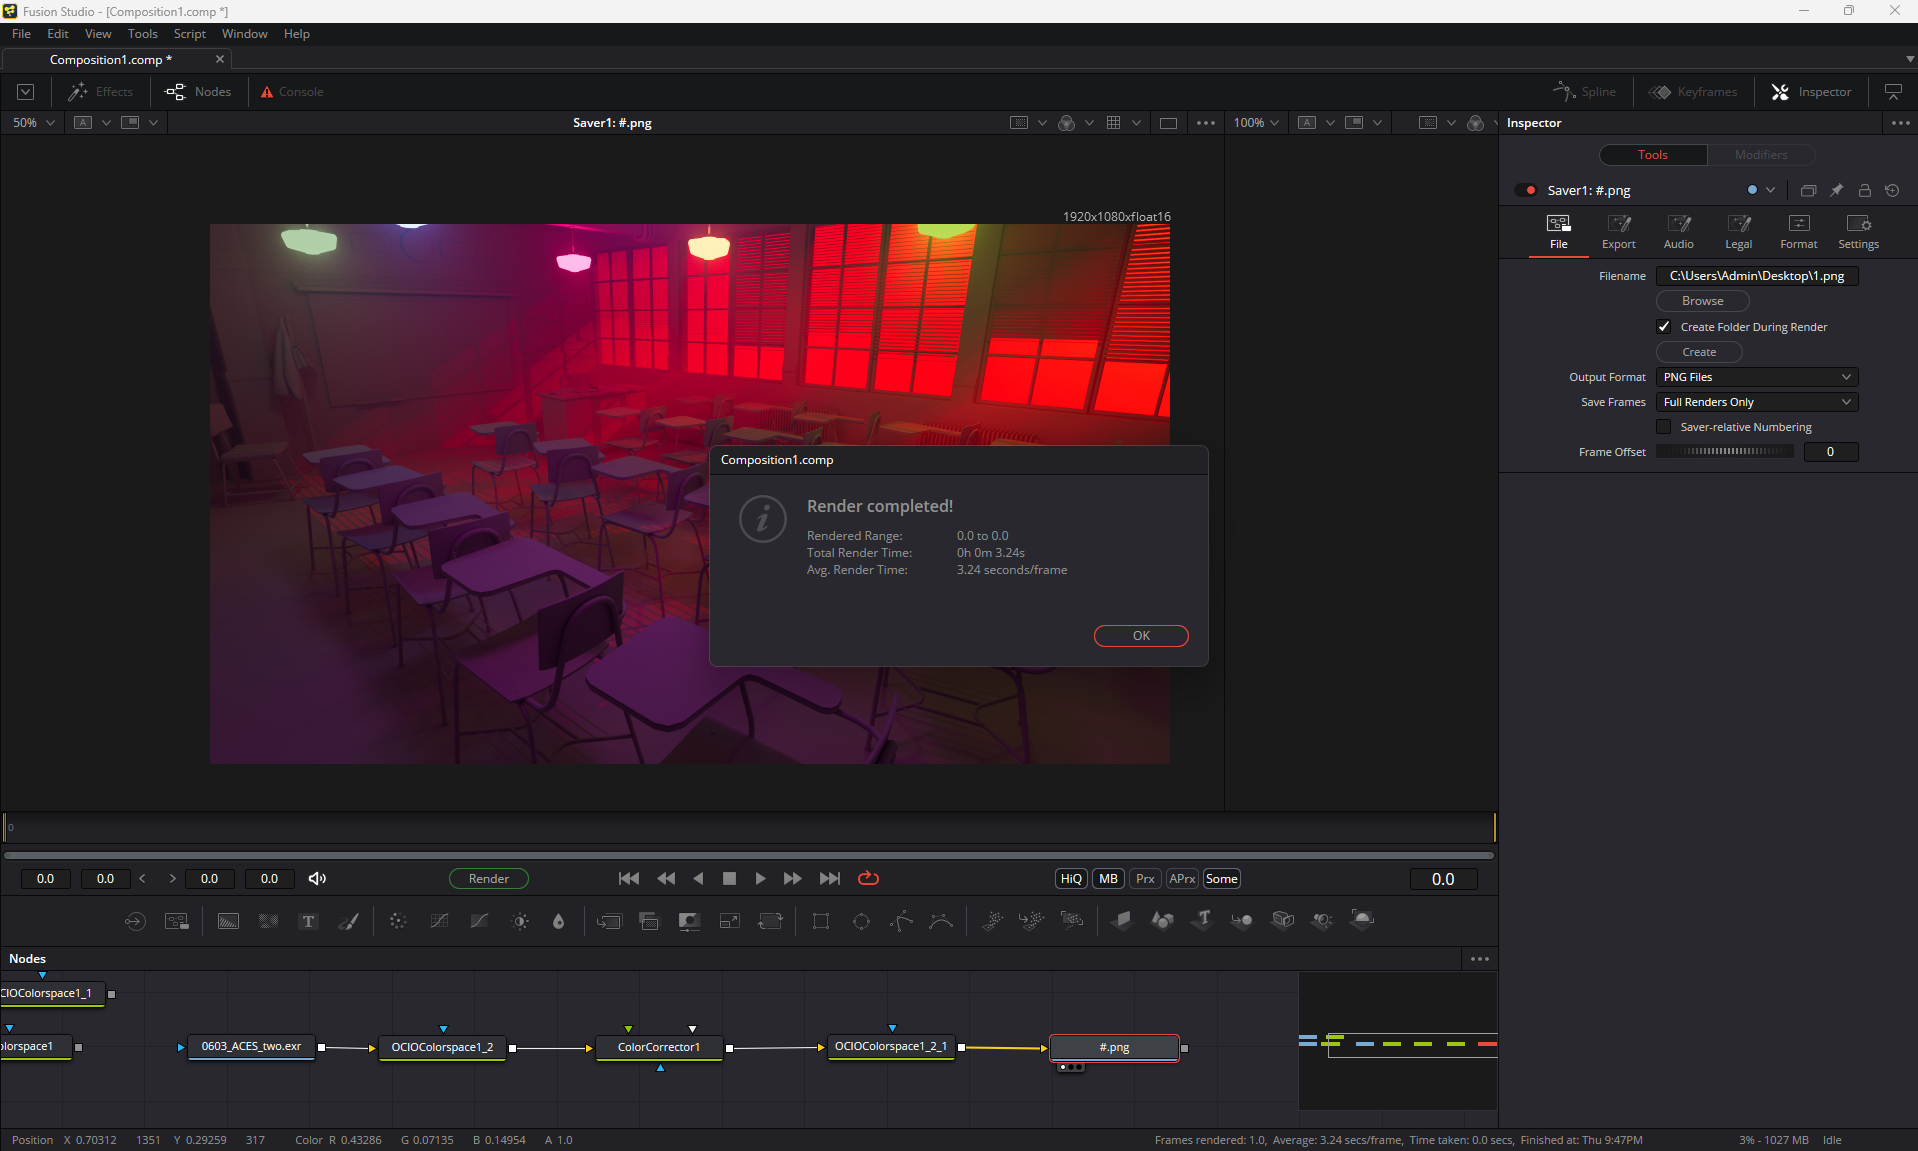 Fusion Studio - [Composition1.comp *]
File Edit View Tools Script Window Help
Composition1.comp *
Effects Nodes Console Spline Keyframes Inspector
50% A Saver1: #.png 100% A Inspector
Tools Modifiers
Saver1: #.png
File Export Audio Legal Format Settings
1920x1080xfloat16
Filename C:\Users\Admin\Desktop\1.png
Browse
Create Folder During Render
Create
Output Format PNG Files
Save Frames Full Renders Only
Saver-relative Numbering
Frame Offset 0
Composition1.comp
Render completed!
Rendered Range: 0.0 to 0.0
Total Render Time: 0h 0m 3.24s
Avg. Render Time: 3.24 seconds/frame
OK
0
0.0 0.0 < > 0.0 0.0 Render HiQ MB Prx APrx Some 0.0
T T
Nodes
CIOColorspace1_1
olorspace1 0603_ACES_two.exr OCIOColorspace1_2 ColorCorrector1 OCIOColorspace1_2_1 #.png
Position X 0.70312 1351 Y 0.29259 317 Color R 0.43286 G 0.07135 B 0.14954 A 1.0 Frames rendered: 1.0, Average: 3.24 secs/frame, Time taken: 0.0 secs, Finished at: Thu 9:47PM 3% - 1027 MB Idle